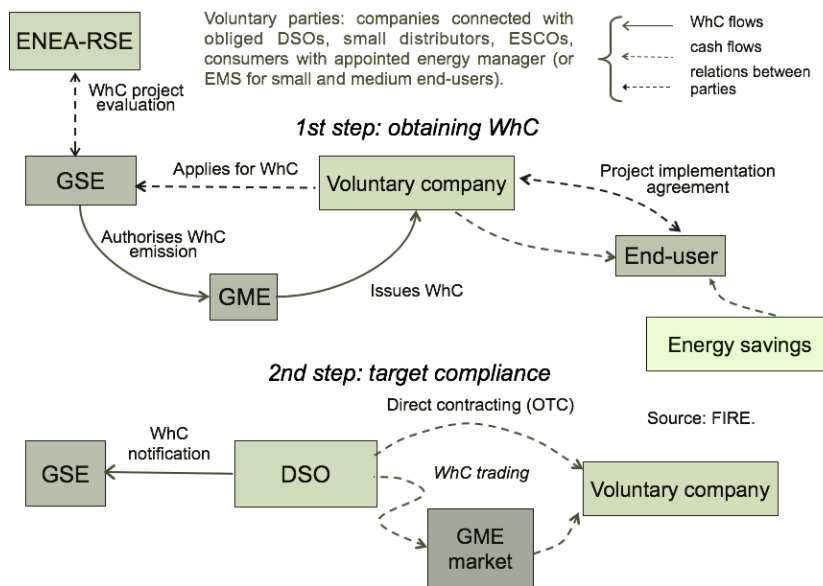 ENEA-RSE
Voluntary parties: companies connected with
obliged DSOs, small distributors, ESCOs,
consumers with appointed energy manager (or
EMS for small and medium end-users).
WhC flows
cash flows
relations between
parties
WhC project
evaluation
1st step: obtaining WhC
GSE
Applies for WhC
Voluntary company
Project implementation
agreement
Authorises WhC
emission
End-user
GME
Issues WhC
Energy savings
2nd step: target compliance
Direct contracting (OTC)
Source: FIRE.
WhC
notification
GSE
DSO
WhC trading
Voluntary company
GME
market